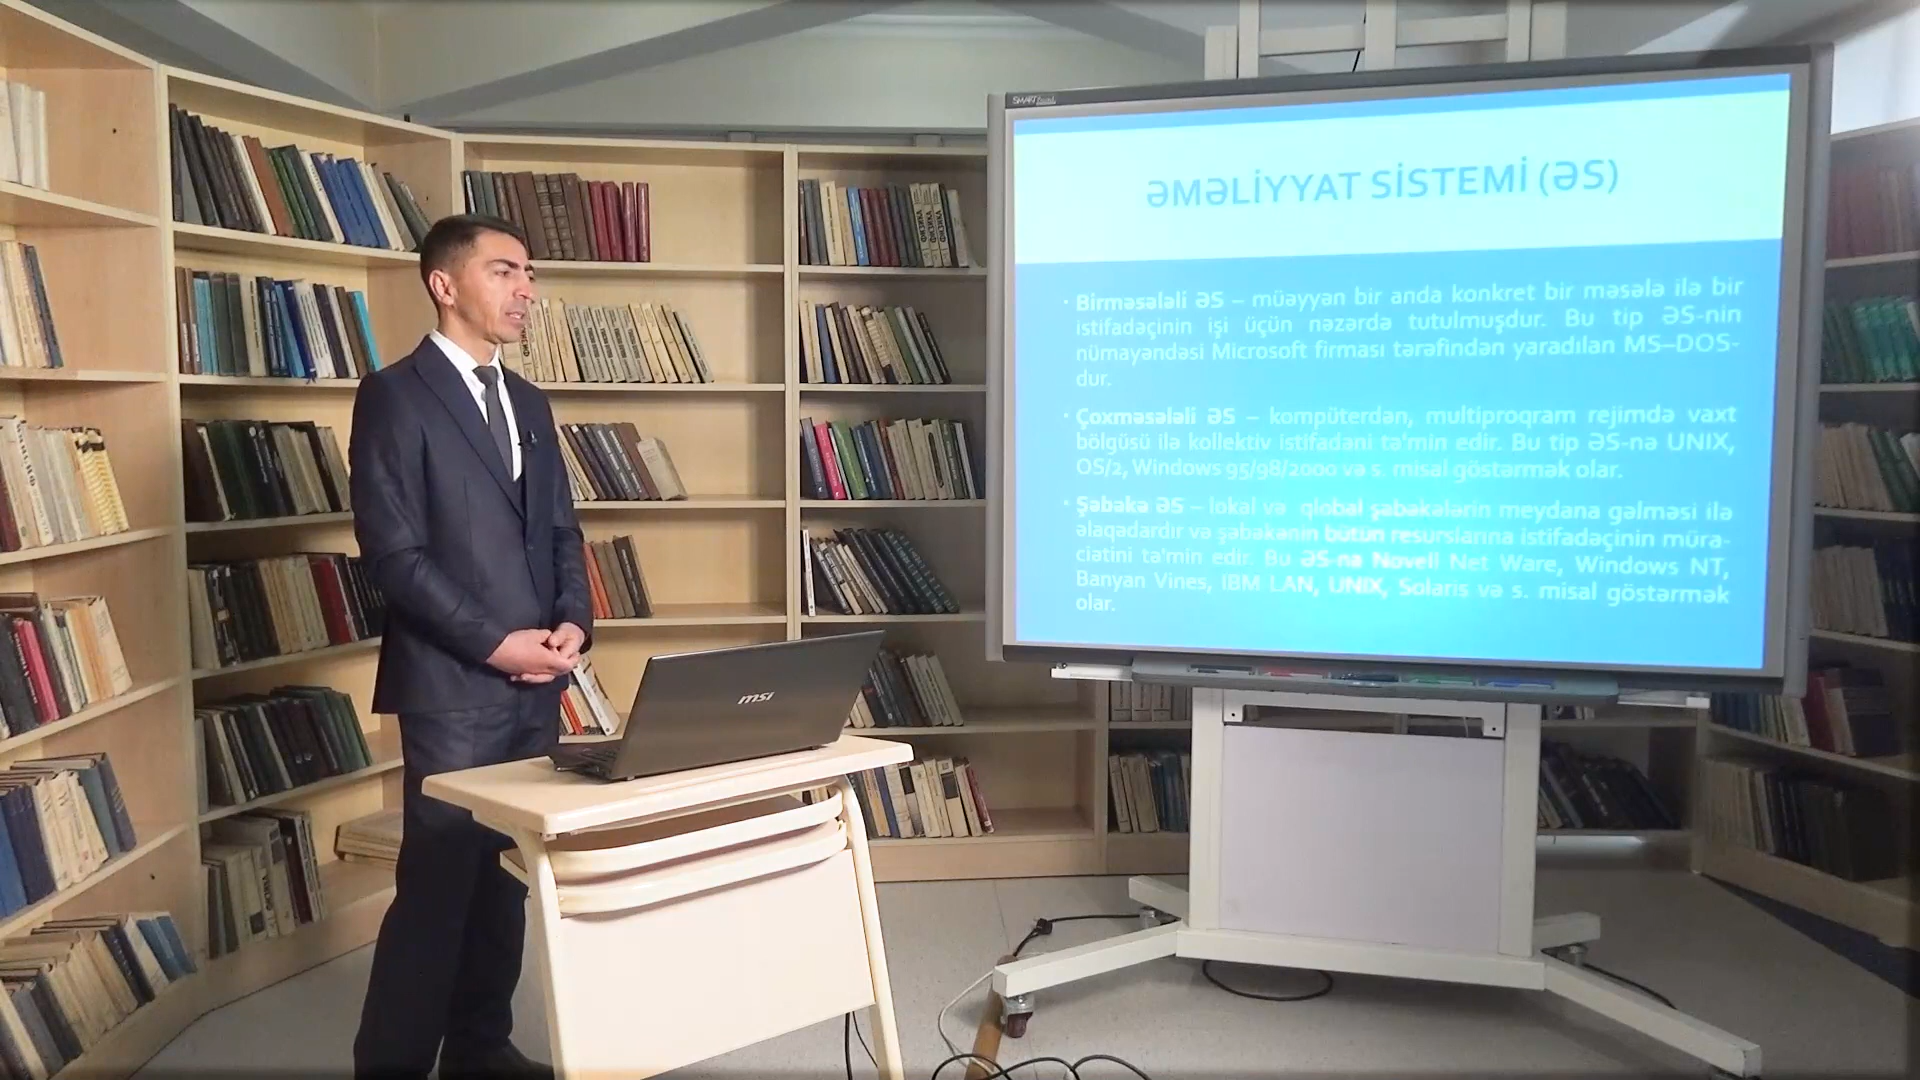 SMART Board
ƏMƏLİYYAT SİSTEMİ (ƏS)
• Birməsələli ƏS – müəyyən bir anda konkret bir məsələ ilə bir
istifadəçinin işi üçün nəzərdə tutulmuşdur. Bu tip ƏS-nin
nümayəndəsi Microsoft firması tərəfindən yaradılan MS–DOS-
dur.
• Çoxməsələli ƏS – kompüterdən, multiproqram rejimdə vaxt
bölgüsü ilə kollektiv istifadəni tə'min edir. Bu tip ƏS-nə UNIX,
OS/2, Windows 95/98/2000 və s. misal göstərmək olar.
• Şəbəkə ƏS – lokal və qlobal şəbəkələrin meydana gəlməsi ilə
əlaqədardır və şəbəkənin bütün resurslarına istifadəçinin müra-
ciətini tə'min edir. Bu ƏS-nə Novell Net Ware, Windows NT,
Banyan Vines, IBM LAN, UNIX, Solaris və s. misal göstərmək
olar.
msi